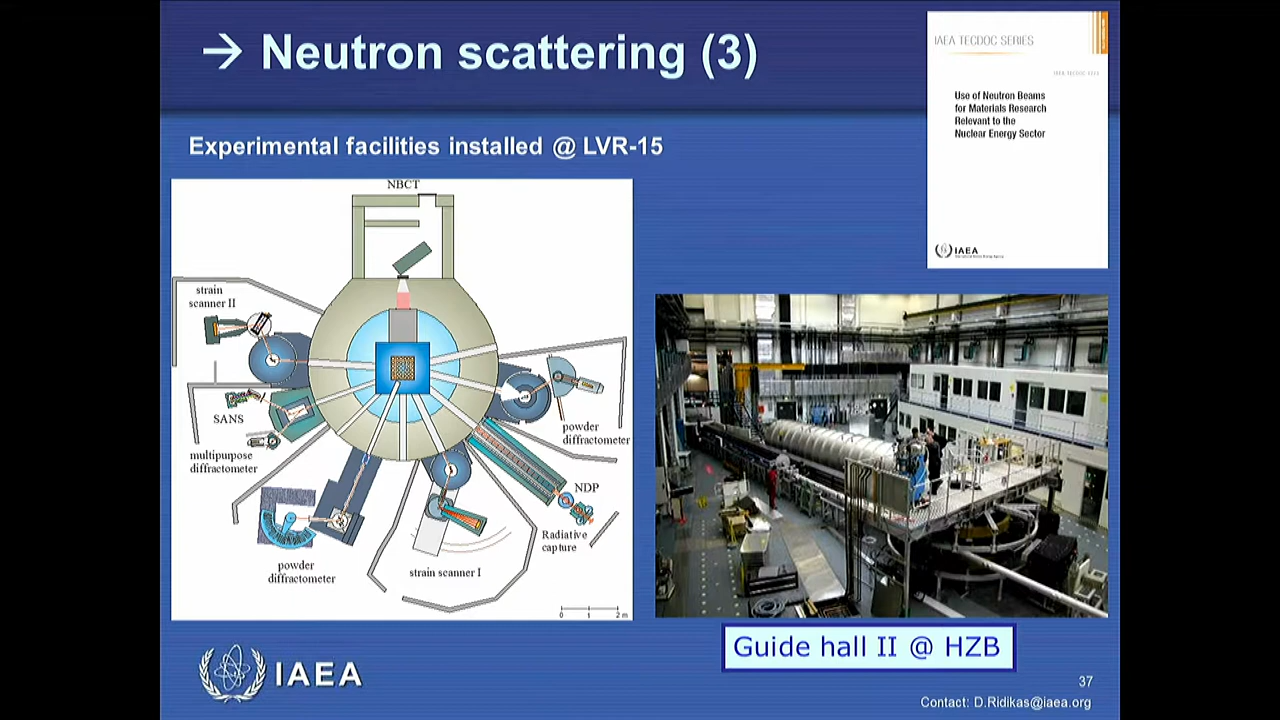 → Neutron scattering (3)
IAEA TECDOC SERIES
Use of Neutron Beams
for Materials Research
Relevant to the
Nuclear Energy Sector
IAEA
Experimental facilities installed @ LVR-15
NBCT
strain
scanner II
SANS
multipurpose
diffractometer
powder
diffractometer
strain scanner I
Radiative
capture
NDP
powder
diffractometer
0 1 2 m
Guide hall II @ HZB
IAEA
37
Contact: D.Ridikas@iaea.org